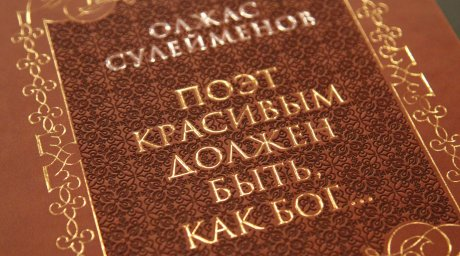 ОЛЖАС
СУЛЕЙМЕНОВ
ПОЭТ
КРАСИВЫМ
ДОЛЖЕН
БЫТЬ,
КАК БОГ...